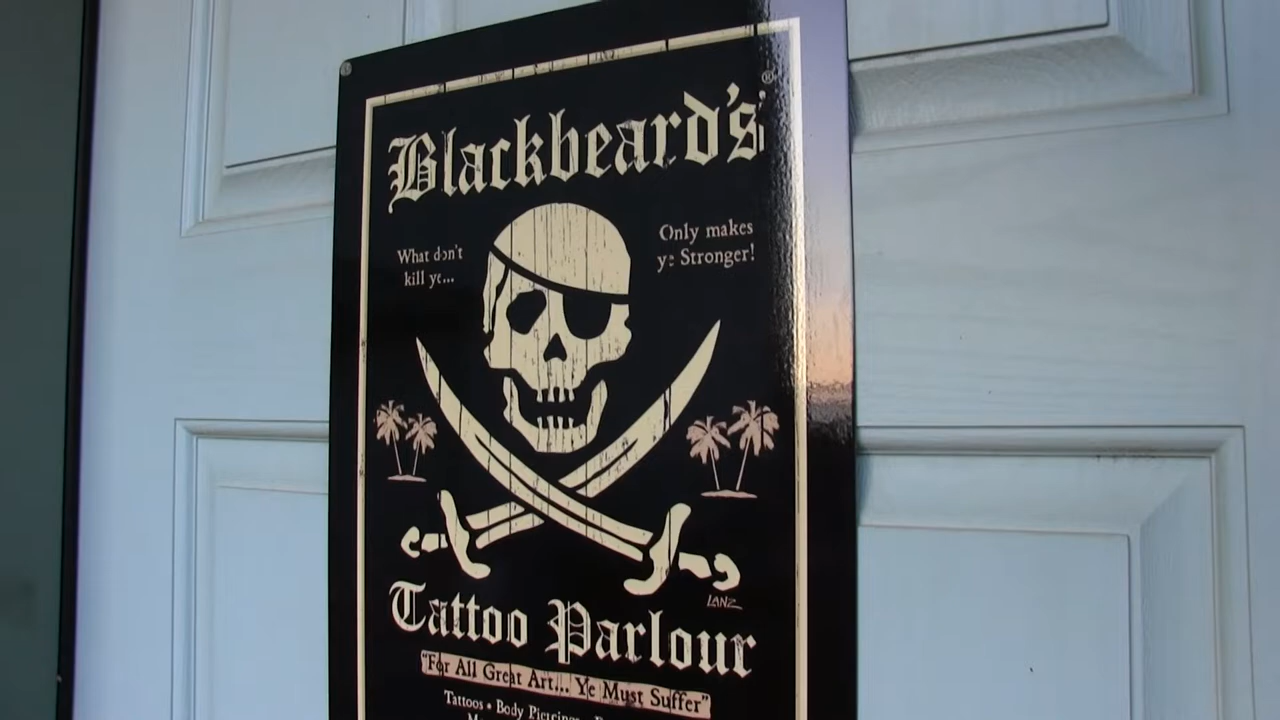 Blackbeard's®
What don't
kill ye...
Only makes
ye Stronger!
LANZ
Tattoo Parlour
"For All Great Art... Ye Must Suffer"
Tattoos • Body Piercings •